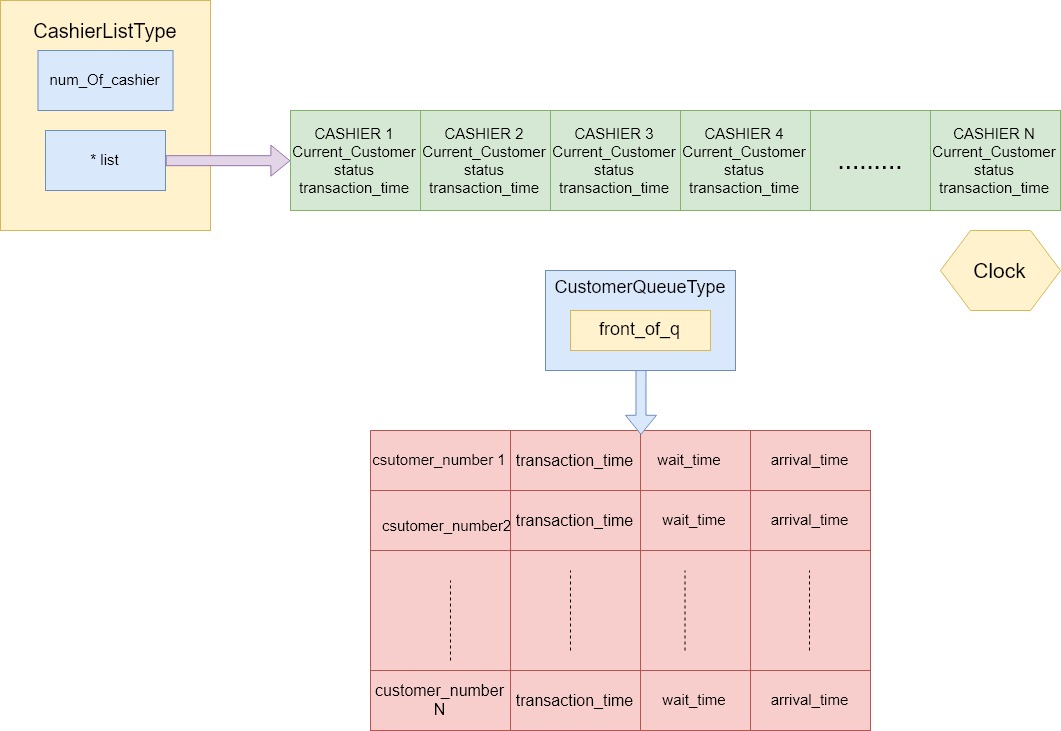 CashierListType
num_Of_cashier
* list
CASHIER 1
Current_Customer
status
transaction_time
CASHIER 2
Current_Customer
status
transaction_time
CASHIER 3
Current_Customer
status
transaction_time
CASHIER 4
Current_Customer
status
transaction_time
.........
CASHIER N
Current_Customer
status
transaction_time
Clock
CustomerQueueType
front_of_q
csutomer_number 1 transaction_time wait_time arrival_time
csutomer_number2 transaction_time wait_time arrival_time
customer_number
N
transaction_time wait_time arrival_time